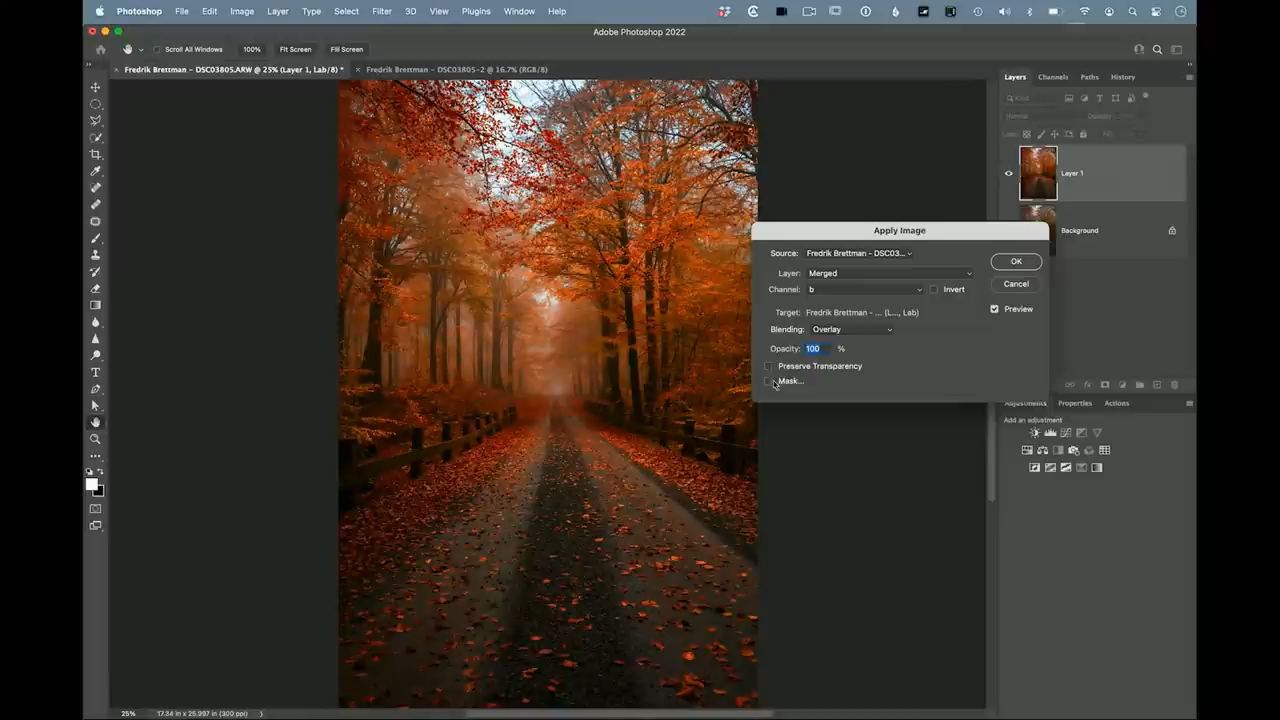 Photoshop File Edit Image Layer Type Select Filter 3D View Plugins Window Help
Adobe Photoshop 2022
Scroll All Windows 100% Fit Screen Fill Screen
× Fredrik Brettman - DSC03805.ARW @ 25% (Layer 1, Lab/8) * × Fredrik Brettman - DSC03805-2 @ 16.7% (RGB/8)
Layers Channels Paths History
Kind
Normal Opacity:
Layer 1
Background
Apply Image
Source: Fredrik Brettman - DSC03...
OK
Layer: Merged
Cancel
Channel: b Invert
Preview
Target: Fredrik Brettman - ... (L..., Lab)
Blending: Overlay
Opacity: 100 %
Preserve Transparency
Mask...
Adjustments Properties Actions
Add an adjustment
25% 17.34 in x 25.997 in (300 ppi)